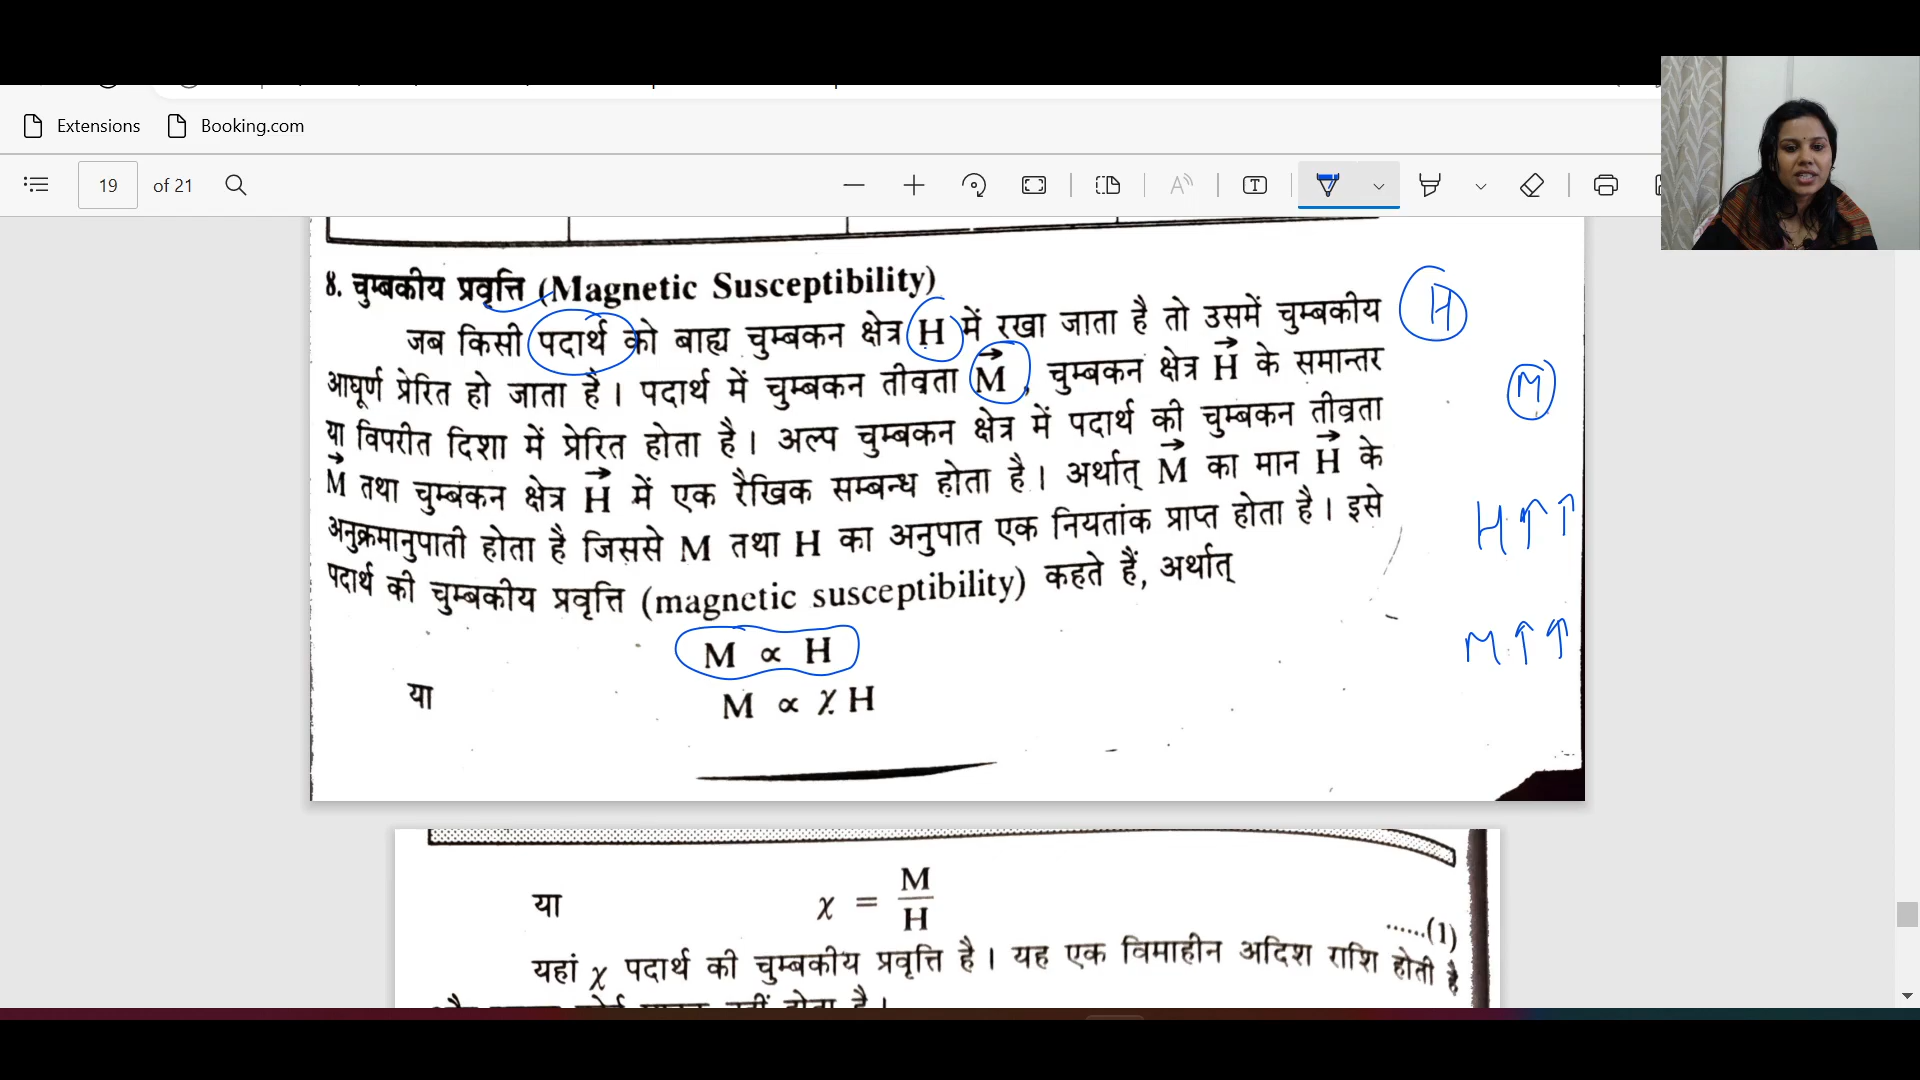 Extensions Booking.com
19 of 21
8. चुम्बकीय प्रवृत्ति (Magnetic Susceptibility)
जब किसी पदार्थ को बाह्य चुम्बकन क्षेत्र H में रखा जाता है तो उसमें चुम्बकीय
आघूर्ण प्रेरित हो जाता है। पदार्थ में चुम्बकन तीव्रता M, चुम्बकन क्षेत्र H के समान्तर
या विपरीत दिशा में प्रेरित होता है। अल्प चुम्बकन क्षेत्र में पदार्थ की चुम्बकन तीव्रता
M तथा चुम्बकन क्षेत्र H में एक रैखिक सम्बन्ध होता है। अर्थात् M का मान H के
अनुक्रमानुपाती होता है जिससे M तथा H का अनुपात एक नियतांक प्राप्त होता है। इसे
पदार्थ की चुम्बकीय प्रवृत्ति (magnetic susceptibility) कहते हैं, अर्थात्
M ∝ H
या M ∝ χ H
H
M
H↑↑
M↑↑
या χ = M/H ......(1)
यहां χ पदार्थ की चुम्बकीय प्रवृत्ति है। यह एक विमाहीन अदिश राशि होती है